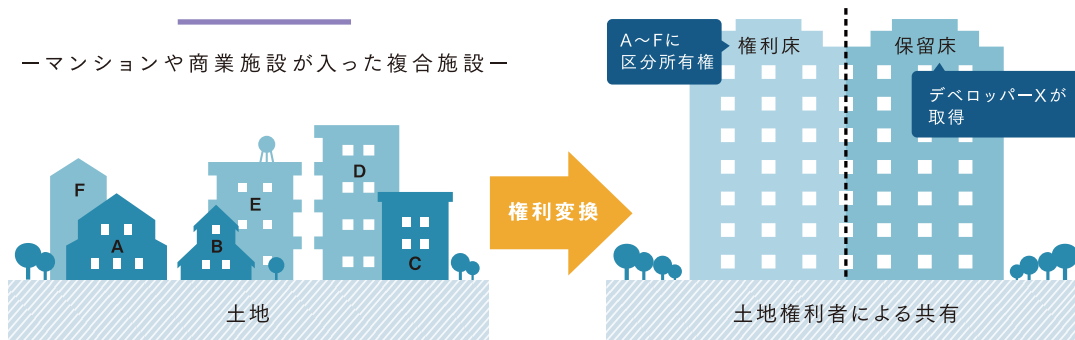 ーマンションや商業施設が入った複合施設ー
F
A
B
E
D
C
土地
権利変換
A〜Fに
区分所有権
権利床
保留床
デベロッパーXが
取得
土地権利者による共有